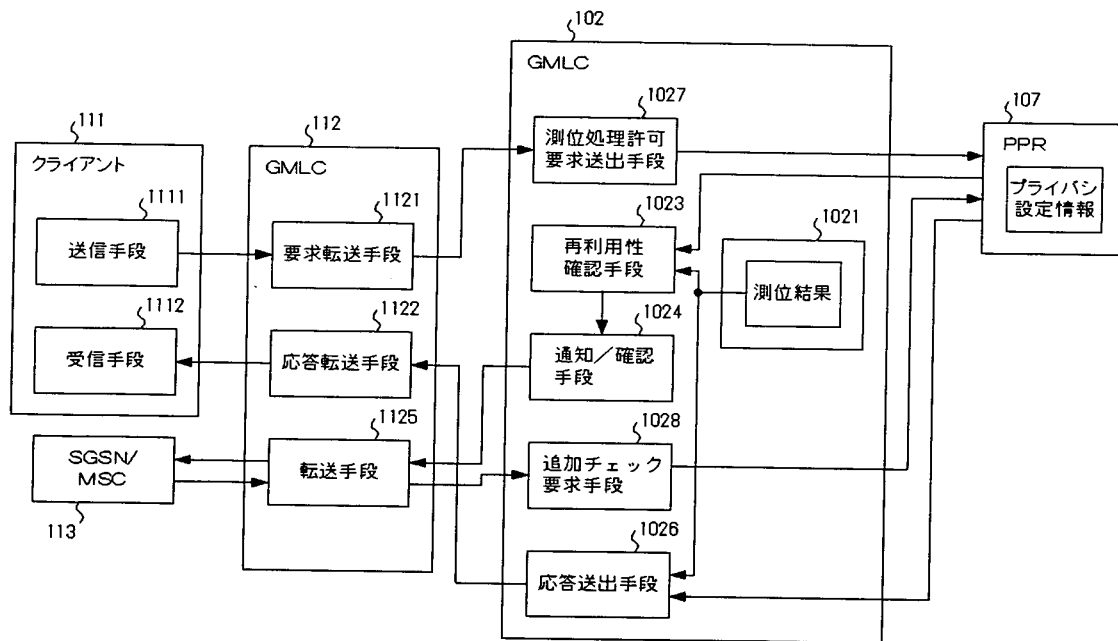 102
GMLC
1027
測位処理許可
要求送出手段
107
PPR
プライバシ
設定情報
111
クライアント
112
GMLC
1111
送信手段
1121
要求転送手段
1023
再利用性
確認手段
1021
測位結果
1112
受信手段
1122
応答転送手段
1024
通知/確認
手段
SGSN/
MSC
113
1125
転送手段
1028
追加チェック
要求手段
1026
応答送出手段